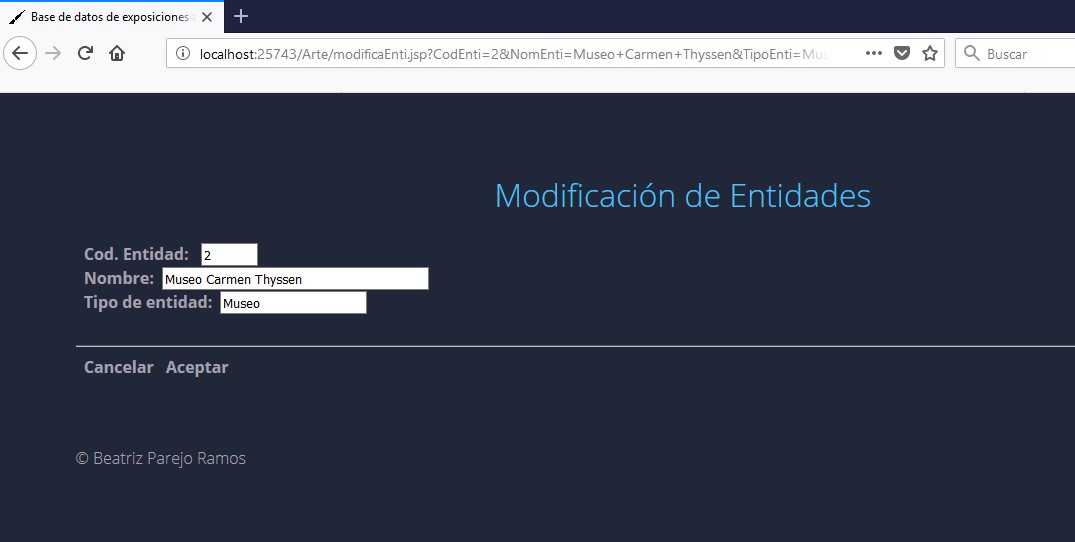 Base de datos de exposiciones
localhost:25743/Arte/modificaEnti.jsp?CodEnti=2&NomEnti=Museo+Carmen+Thyssen&TipoEnti=Mus
Buscar
Modificación de Entidades
Cod. Entidad: 2
Nombre: Museo Carmen Thyssen
Tipo de entidad: Museo
Cancelar Aceptar
© Beatriz Parejo Ramos